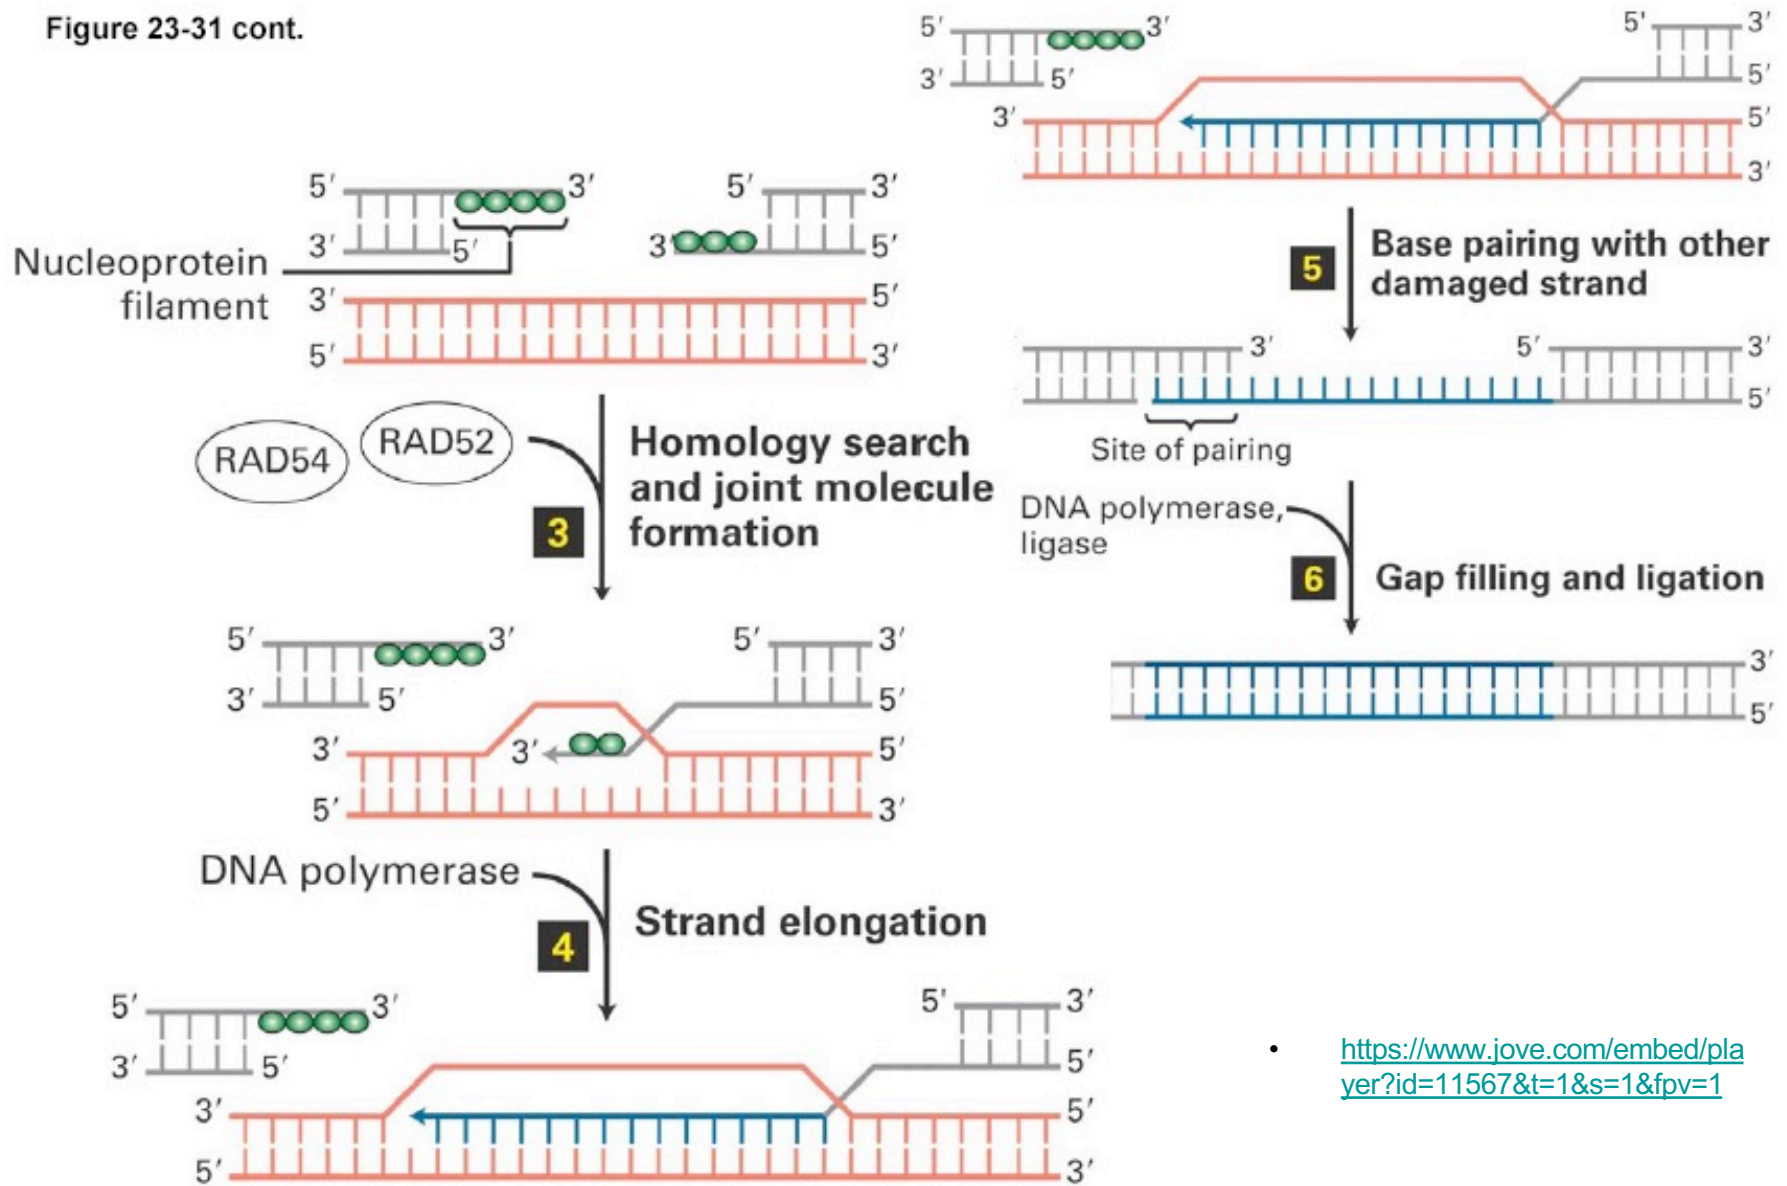 Figure 23-31 cont.
5′ 3′
5′ 3′
3′ 5′
3′ 5′
Nucleoprotein
filament
3′ 5′
5′ 3′
RAD54
RAD52
3
Homology search
and joint molecule
formation
5′ 3′
5′ 3′
3′ 5′
5′
3′ 3′ 5′
5′ 3′
DNA polymerase
4
Strand elongation
5′ 3′
5′ 3′
3′ 5′
5′
3′ 5′
5′ 3′
5′ 3′
5′ 3′
3′ 5′
5′
3′ 5′
3′
5
Base pairing with other
damaged strand
3′ 5′ 3′
5′
Site of pairing
DNA polymerase,
ligase
6
Gap filling and ligation
3′
5′
• https://www.jove.com/embed/pla
yer?id=11567&t=1&s=1&fpv=1